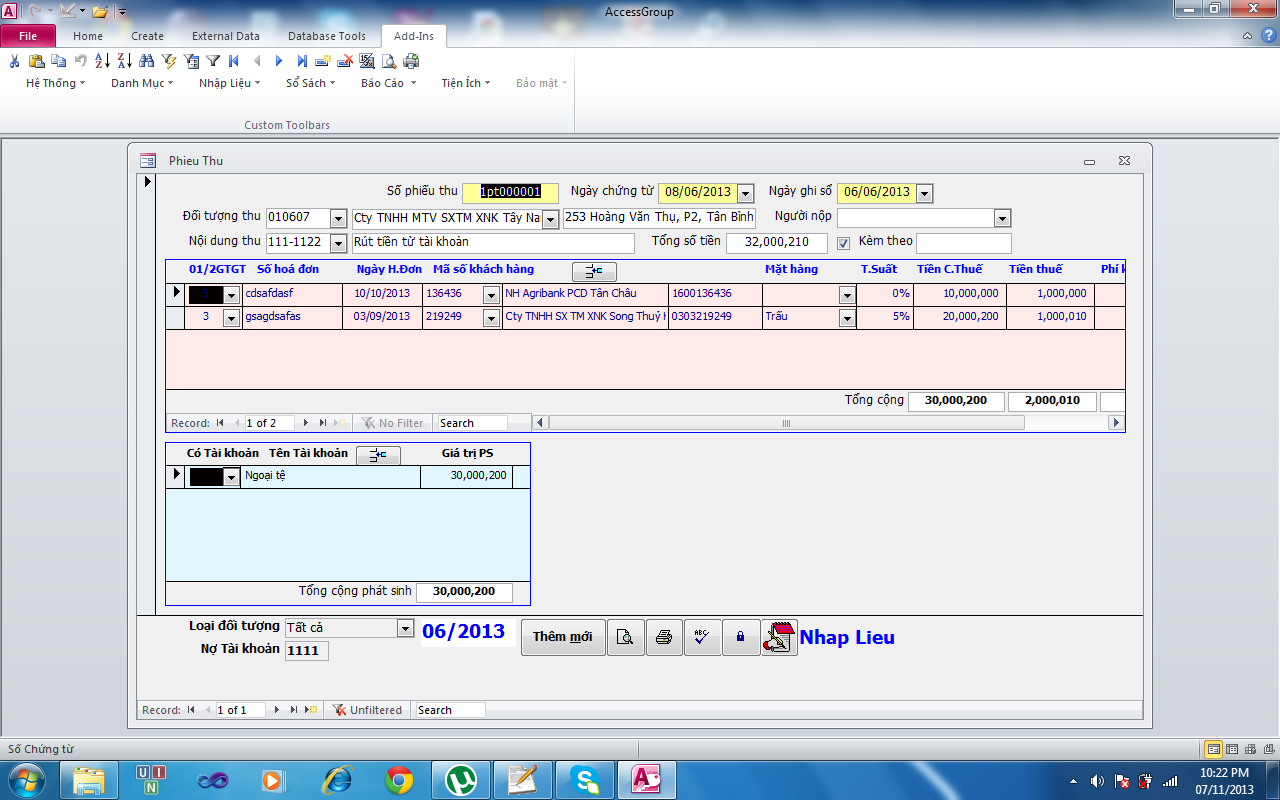 AccessGroup
File Home Create External Data Database Tools Add-Ins
Hệ Thống Danh Mục Nhập Liệu Sổ Sách Báo Cáo Tiện Ích Bảo mật
Custom Toolbars
Phieu Thu
Số phiếu thu 1pt000001 Ngày chứng từ 08/06/2013 Ngày ghi sổ 06/06/2013
Đối tượng thu 010607 Cty TNHH MTV SXTM XNK Tây Na 253 Hoàng Văn Thụ, P2, Tân Bình Người nộp
Nội dung thu 111-1122 Rút tiền từ tài khoản Tổng số tiền 32,000,210 Kèm theo
01/2GTGT Số hoá đơn Ngày H.Đơn Mã số khách hàng Mặt hàng T.Suất Tiền C.Thuế Tiền thuế Phí
cdsafdasf 10/10/2013 136436 NH Agribank PCD Tân Châu 1600136436 0% 10,000,000 1,000,000
3 gsagdsafas 03/09/2013 219249 Cty TNHH SX TM XNK Song Thuỷ 0303219249 Trấu 5% 20,000,200 1,000,010
Tổng cộng 30,000,200 2,000,010
Record: 1 of 2 No Filter Search
Có Tài khoản Tên Tài khoản Giá trị PS
Ngoại tệ 30,000,200
Tổng cộng phát sinh 30,000,200
Loại đối tượng Tất cả 06/2013 Thêm mới ABC Nhap Lieu
Nợ Tài khoản 1111
Record: 1 of 1 Unfiltered Search
Số Chứng từ
U I N
10:22 PM
07/11/2013